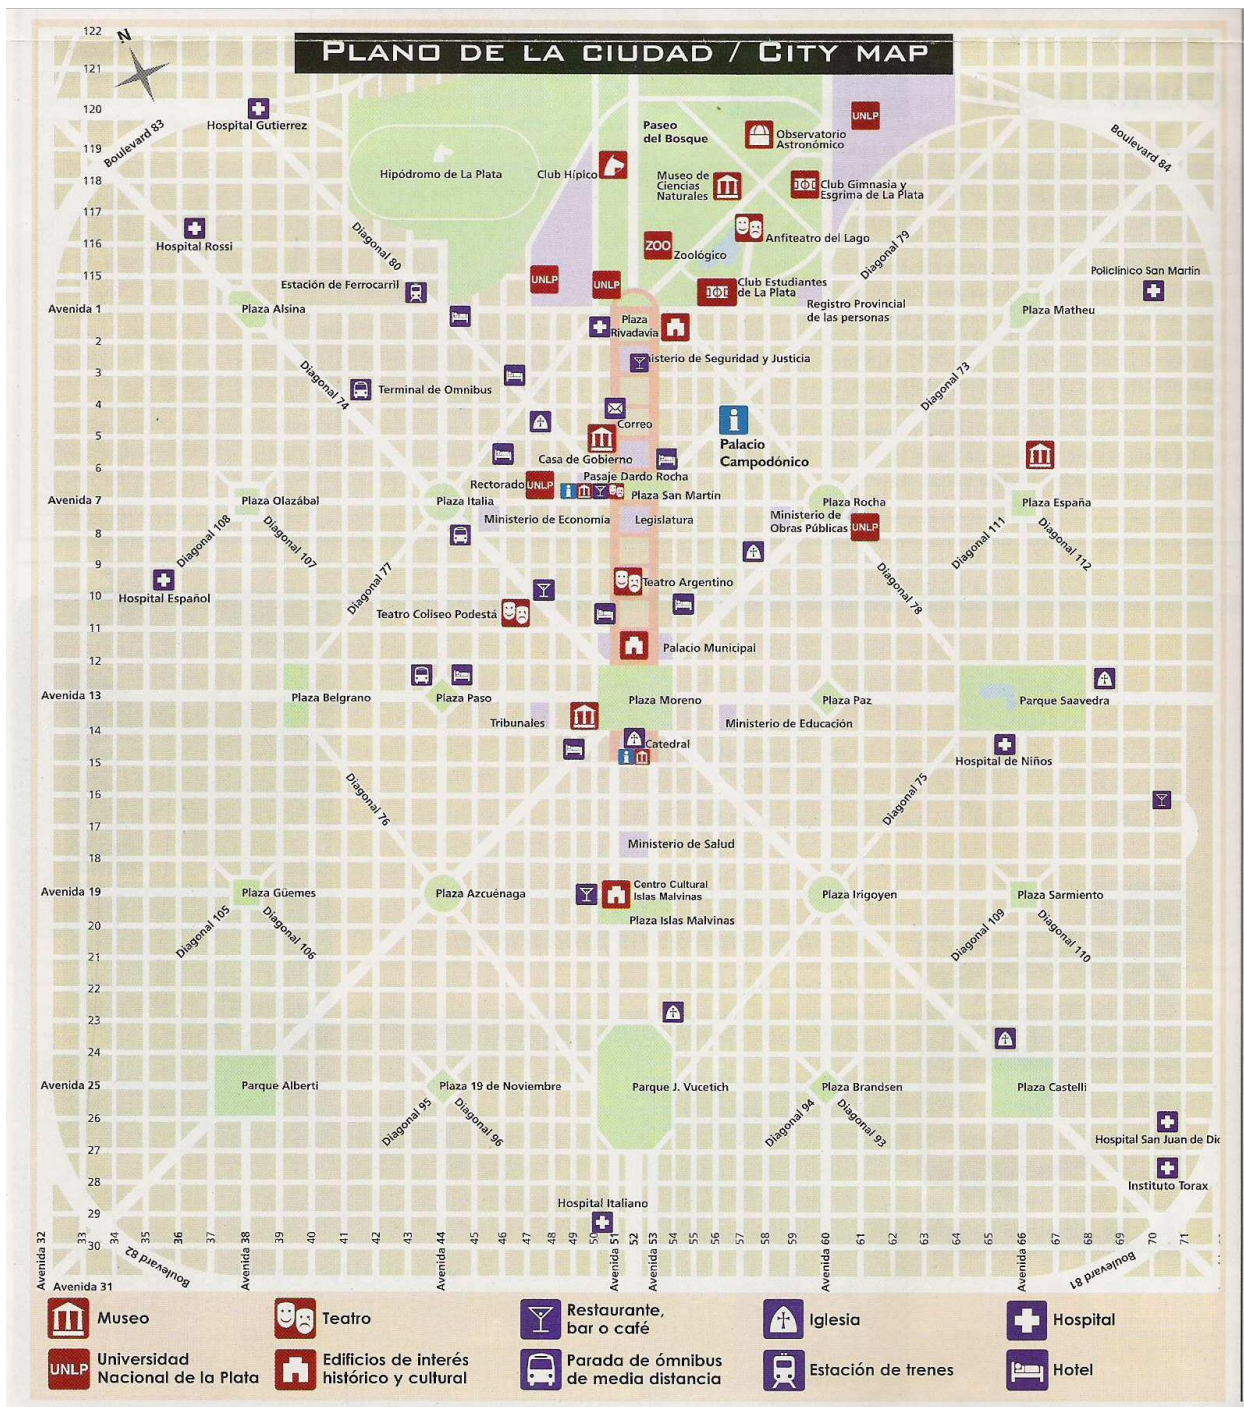 PLANO DE LA CIUDAD / CITY MAP
N
122
121
120
119
118
117
116
115
Avenida 1
2
3
4
5
6
Avenida 7
8
9
10
11
12
Avenida 13
14
15
16
17
18
Avenida 19
20
21
22
23
24
Avenida 25
26
27
28
29
30
Avenida 31
Boulevard 83
Hospital Gutierrez
Hipódromo de La Plata
Club Hípico
Paseo
del Bosque
UNLP
Observatorio
Astronómico
Boulevard 84
Museo de
Ciencias
Naturales
Club Gimnasia y
Esgrima de La Plata
Hospital Rossi
Diagonal 80
ZOO
Zoológico
Anfiteatro del Lago
Diagonal 79
Policlínico San Martín
Estación de Ferrocarril
UNLP
UNLP
Club Estudiantes
de La Plata
Registro Provincial
de las personas
Plaza Alsina
Plaza
Rivadavia
Plaza Matheu
Diagonal 74
Terminal de Omnibus
nisterio de Seguridad y Justicia
Diagonal 73
Correo
i
Palacio
Campodónico
Casa de Gobierno
Pasaje Dardo Rocha
Rectorado
UNLP
i
Plaza San Martín
Plaza Olazábal
Plaza Italia
Plaza Rocha
Plaza España
Ministerio de Economía
Legislatura
Ministerio de
Obras Públicas
UNLP
Diagonal 108
Diagonal 107
Diagonal 111
Diagonal 112
Hospital Español
Diagonal 77
Teatro Argentino
Diagonal 78
Teatro Coliseo Podestá
Palacio Municipal
Plaza Belgrano
Plaza Paso
Plaza Moreno
Plaza Paz
Parque Saavedra
Tribunales
Ministerio de Educación
Catedral
i
Hospital de Niños
Diagonal 76
Diagonal 75
Ministerio de Salud
Plaza Güemes
Plaza Azcuénaga
Centro Cultural
Islas Malvinas
Plaza Irigoyen
Plaza Sarmiento
Plaza Islas Malvinas
Diagonal 105
Diagonal 106
Diagonal 109
Diagonal 110
Parque Alberti
Plaza 19 de Noviembre
Parque J. Vucetich
Plaza Brandsen
Plaza Castelli
Diagonal 95
Diagonal 96
Diagonal 94
Diagonal 93
Hospital San Juan de Dio
Instituto Torax
Hospital Italiano
Avenida 32
33
34
35
36
37
Avenida 38
39
40
41
42
43
Avenida 44
45
46
47
48
49
50
Avenida 51
52
Avenida 53
54
55
56
57
58
59
Avenida 60
61
62
63
64
65
Avenida 66
67
68
69
70
71
Boulevard 82
Boulevard 81
Museo
Teatro
Restaurante,
bar o café
Iglesia
Hospital
UNLP
Universidad
Nacional de la Plata
Edificios de interés
histórico y cultural
Parada de ómnibus
de media distancia
Estación de trenes
Hotel